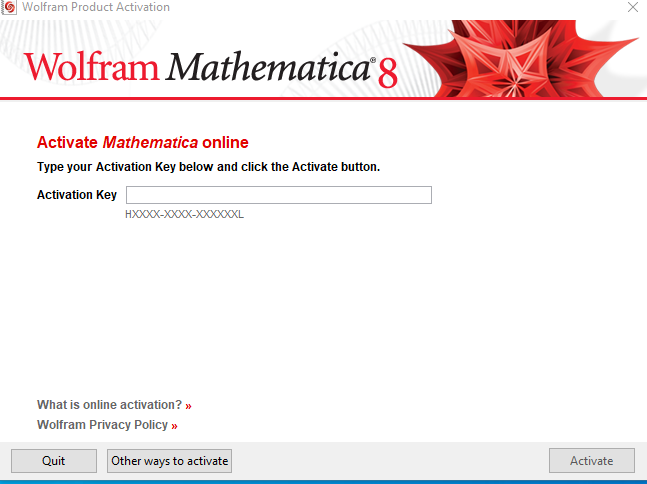 Wolfram Product Activation
Wolfram Mathematica® 8
Activate Mathematica online
Type your Activation Key below and click the Activate button.
Activation Key
HXXXX-XXXX-XXXXXXL
What is online activation? »
Wolfram Privacy Policy »
Quit Other ways to activate Activate